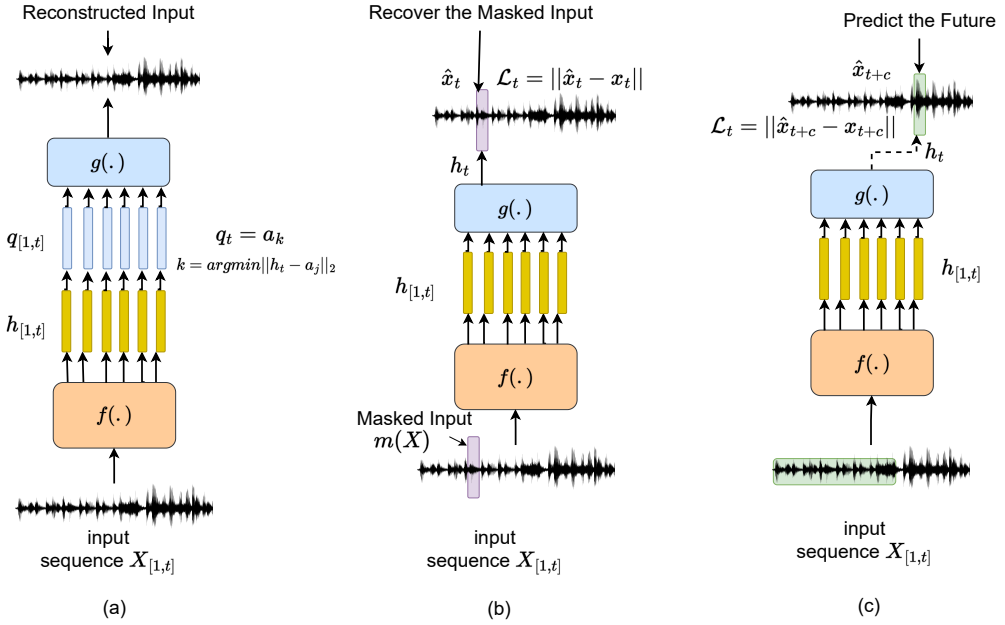 Reconstructed Input
g(.)
q_{[1,t]}
q_t = a_k
k = argmin||h_t - a_j||_2
h_{[1,t]}
f(.)
input
sequence X_{[1,t]}
(a)
Recover the Masked Input
x̂_t
L_t = ||x̂_t - x_t||
h_t
g(.)
h_{[1,t]}
f(.)
Masked Input
m(X)
input
sequence X_{[1,t]}
(b)
Predict the Future
x̂_{t+c}
L_t = ||x̂_{t+c} - x_{t+c}||
h_t
g(.)
h_{[1,t]}
f(.)
input
sequence X_{[1,t]}
(c)